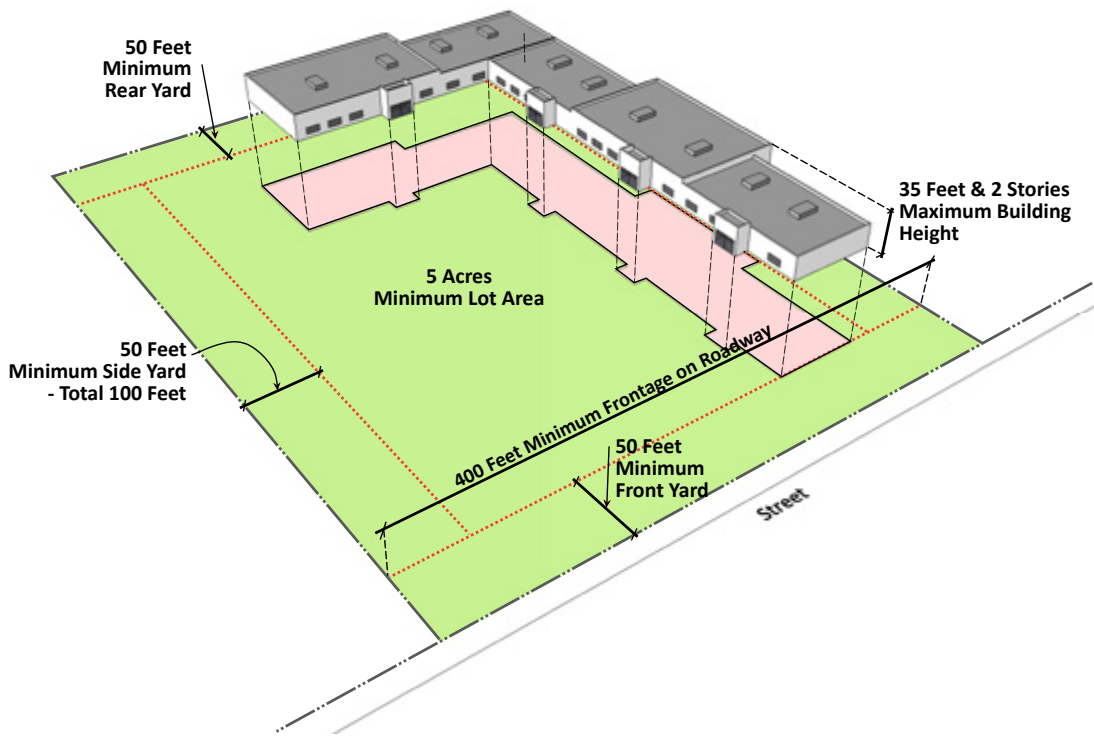 50 Feet
Minimum
Rear Yard
35 Feet & 2 Stories
Maximum Building
Height
5 Acres
Minimum Lot Area
50 Feet
Minimum Side Yard
- Total 100 Feet
400 Feet Minimum Frontage on Roadway
50 Feet
Minimum
Front Yard
Street